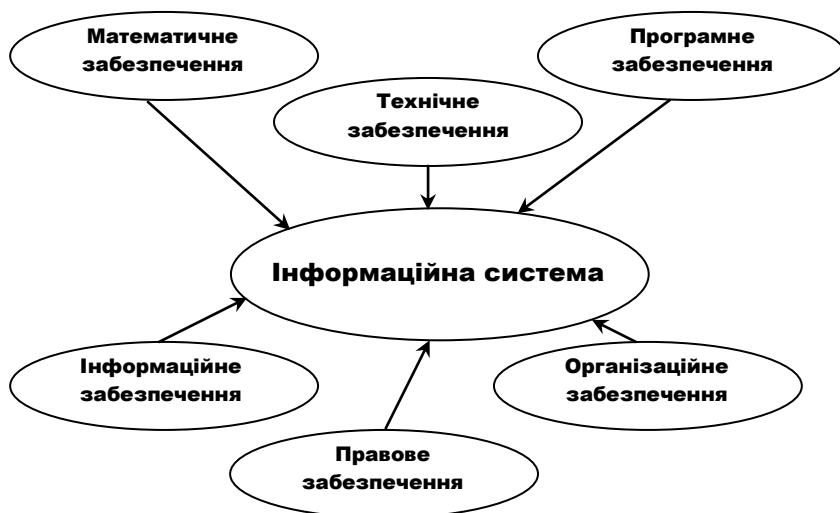 Математичне
забезпечення
Програмне
забезпечення
Технічне
забезпечення
Інформаційна система
Інформаційне
забезпечення
Організаційне
забезпечення
Правове
забезпечення